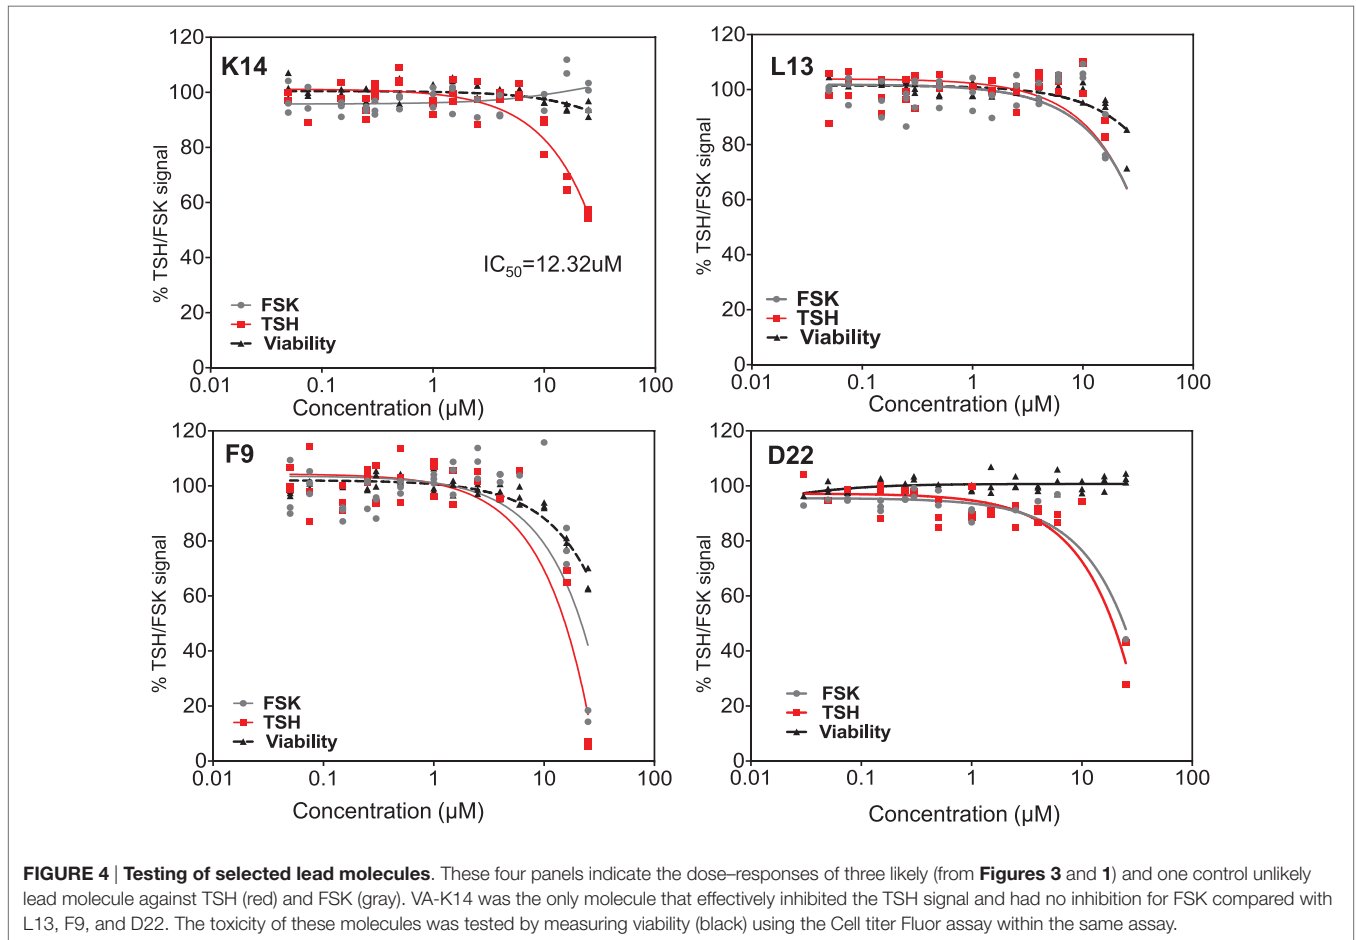 K14
120
100
80
60
40
20
0
% TSH/FSK signal
IC50=12.32uM
FSK
TSH
Viability
0.01 0.1 1 10 100
Concentration (µM)
L13
120
100
80
60
40
20
0
% TSH/FSK signal
FSK
TSH
Viability
0.01 0.1 1 10 100
Concentration (µM)
F9
120
100
80
60
40
20
0
% TSH/FSK signal
FSK
TSH
Viability
0.01 0.1 1 10 100
Concentration (µM)
D22
120
100
80
60
40
20
0
% TSH/FSK signal
FSK
TSH
Viability
0.01 0.1 1 10 100
Concentration (µM)
FIGURE 4 | Testing of selected lead molecules. These four panels indicate the dose–responses of three likely (from Figures 3 and 1) and one control unlikely
lead molecule against TSH (red) and FSK (gray). VA-K14 was the only molecule that effectively inhibited the TSH signal and had no inhibition for FSK compared with
L13, F9, and D22. The toxicity of these molecules was tested by measuring viability (black) using the Cell titer Fluor assay within the same assay.